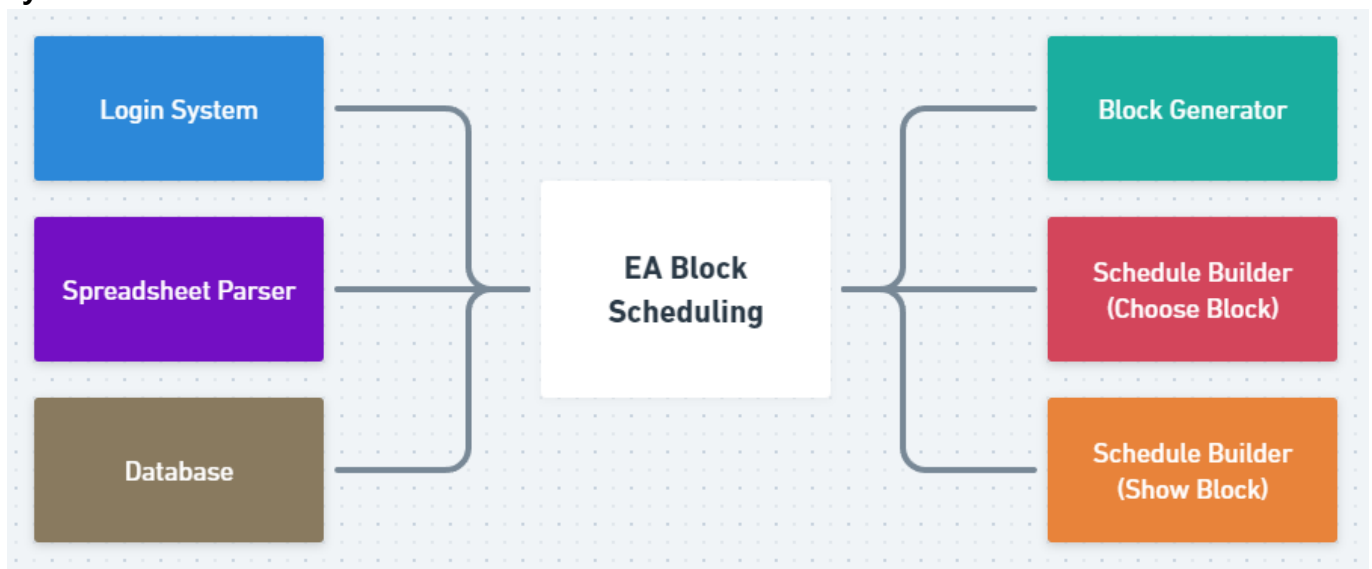 Login System
Block Generator
EA Block
Scheduling
Spreadsheet Parser
Schedule Builder
(Choose Block)
Database
Schedule Builder
(Show Block)